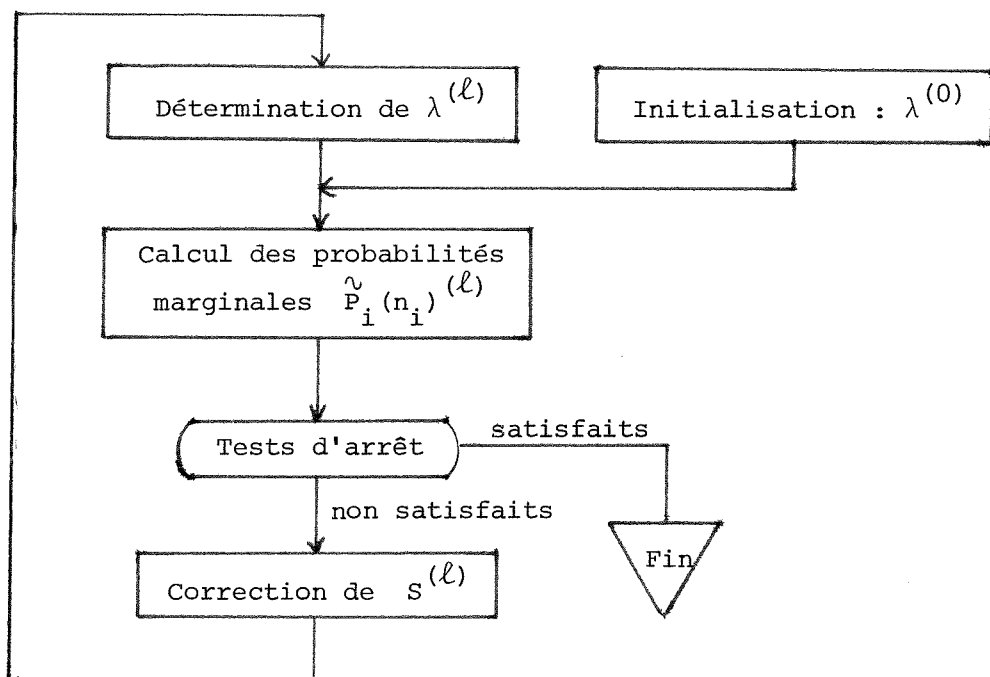 Détermination de λ^(ℓ)
Initialisation : λ^(0)
Calcul des probabilités
marginales P̃_i(n_i)^(ℓ)
Tests d'arrêt
satisfaits
non satisfaits
Fin
Correction de S^(ℓ)